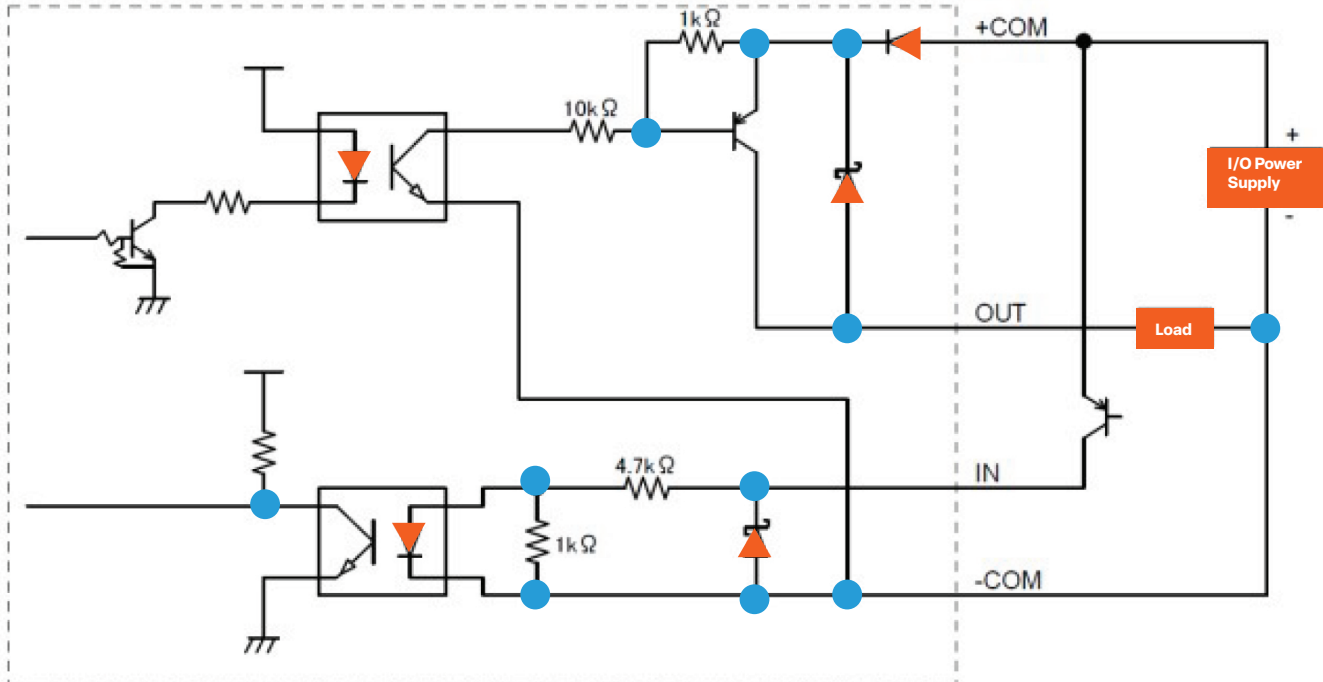 1kΩ
+COM
10kΩ
+
I/O Power
Supply
-
OUT
Load
4.7kΩ
IN
1kΩ
-COM